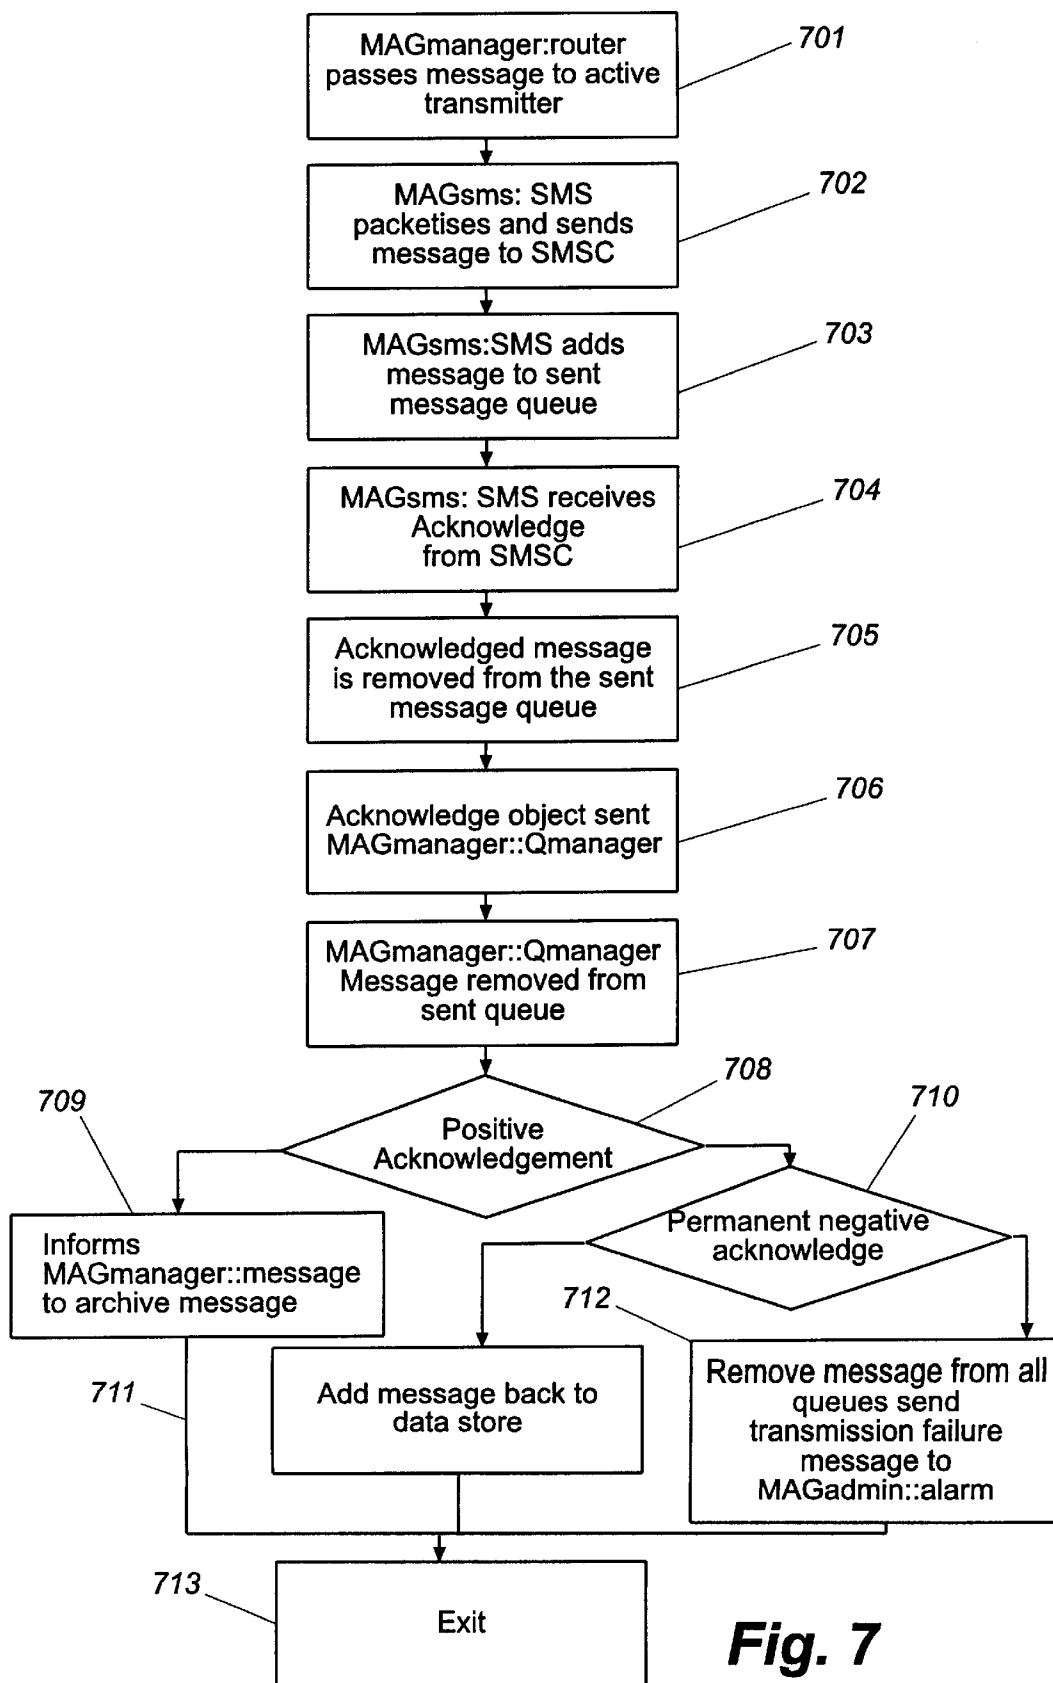 MAGmanager:router
passes message to active
transmitter
701
MAGsms: SMS
packetises and sends
message to SMSC
702
MAGsms:SMS adds
message to sent
message queue
703
MAGsms: SMS receives
Acknowledge
from SMSC
704
Acknowledged message
is removed from the sent
message queue
705
Acknowledge object sent
MAGmanager::Qmanager
706
MAGmanager::Qmanager
Message removed from
sent queue
707
Positive
Acknowledgement
708
709
Informs
MAGmanager::message
to archive message
710
Permanent negative
acknowledge
711
Add message back to
data store
712
Remove message from all
queues send
transmission failure
message to
MAGadmin::alarm
713
Exit
Fig. 7